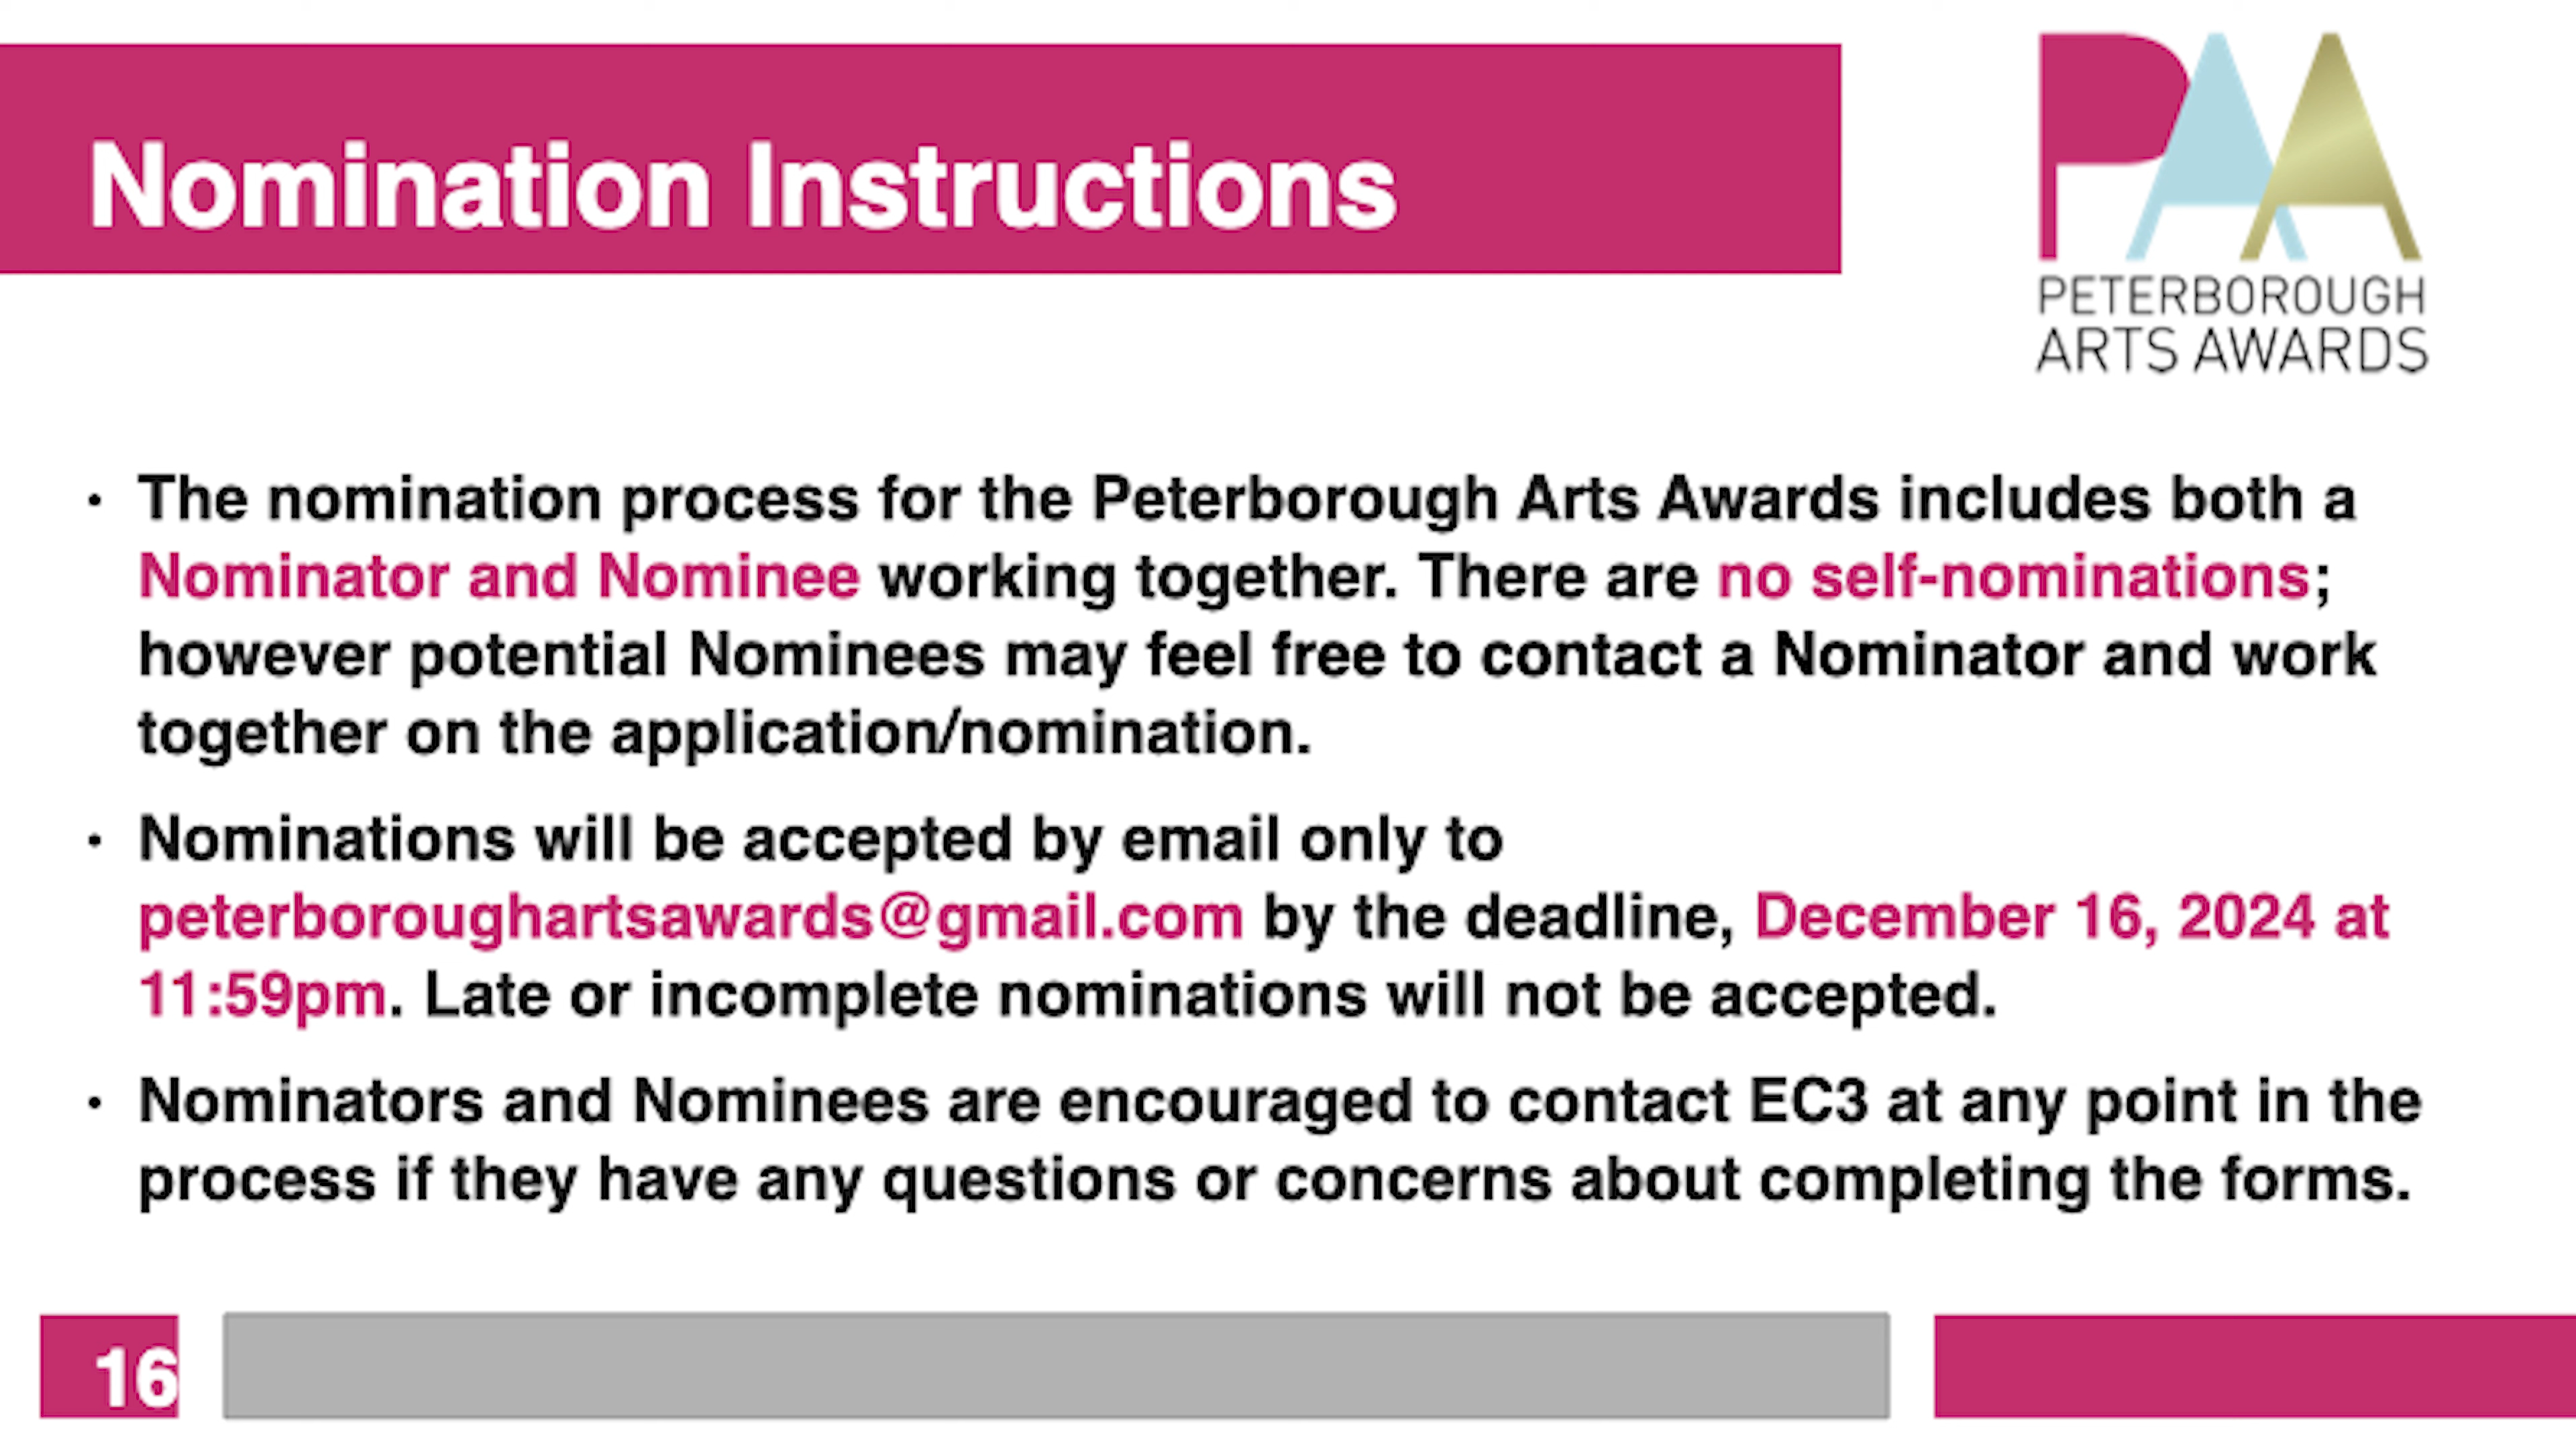 Nomination Instructions
PAA
PETERBOROUGH
ARTS AWARDS
· The nomination process for the Peterborough Arts Awards includes both a
Nominator and Nominee working together. There are no self-nominations;
however potential Nominees may feel free to contact a Nominator and work
together on the application/nomination.
· Nominations will be accepted by email only to
peterboroughartsawards@gmail.com by the deadline, December 16, 2024 at
11:59pm. Late or incomplete nominations will not be accepted.
· Nominators and Nominees are encouraged to contact EC3 at any point in the
process if they have any questions or concerns about completing the forms.
16